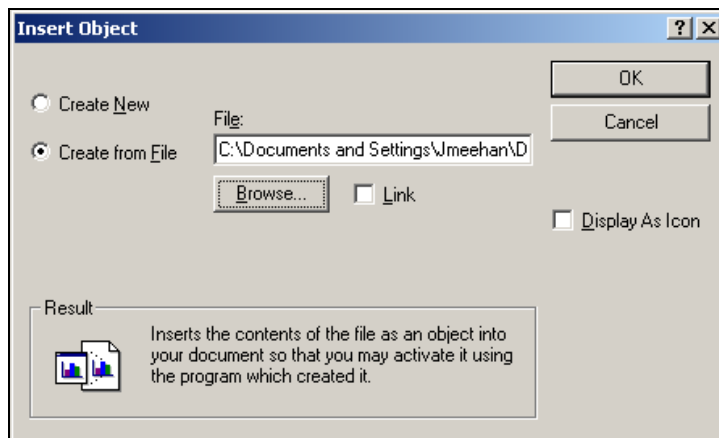 Insert Object
Create New
Create from File
File:
C:\Documents and Settings\Jmeehan\D
Browse...
Link
OK
Cancel
Display As Icon
Result
Inserts the contents of the file as an object into
your document so that you may activate it using
the program which created it.